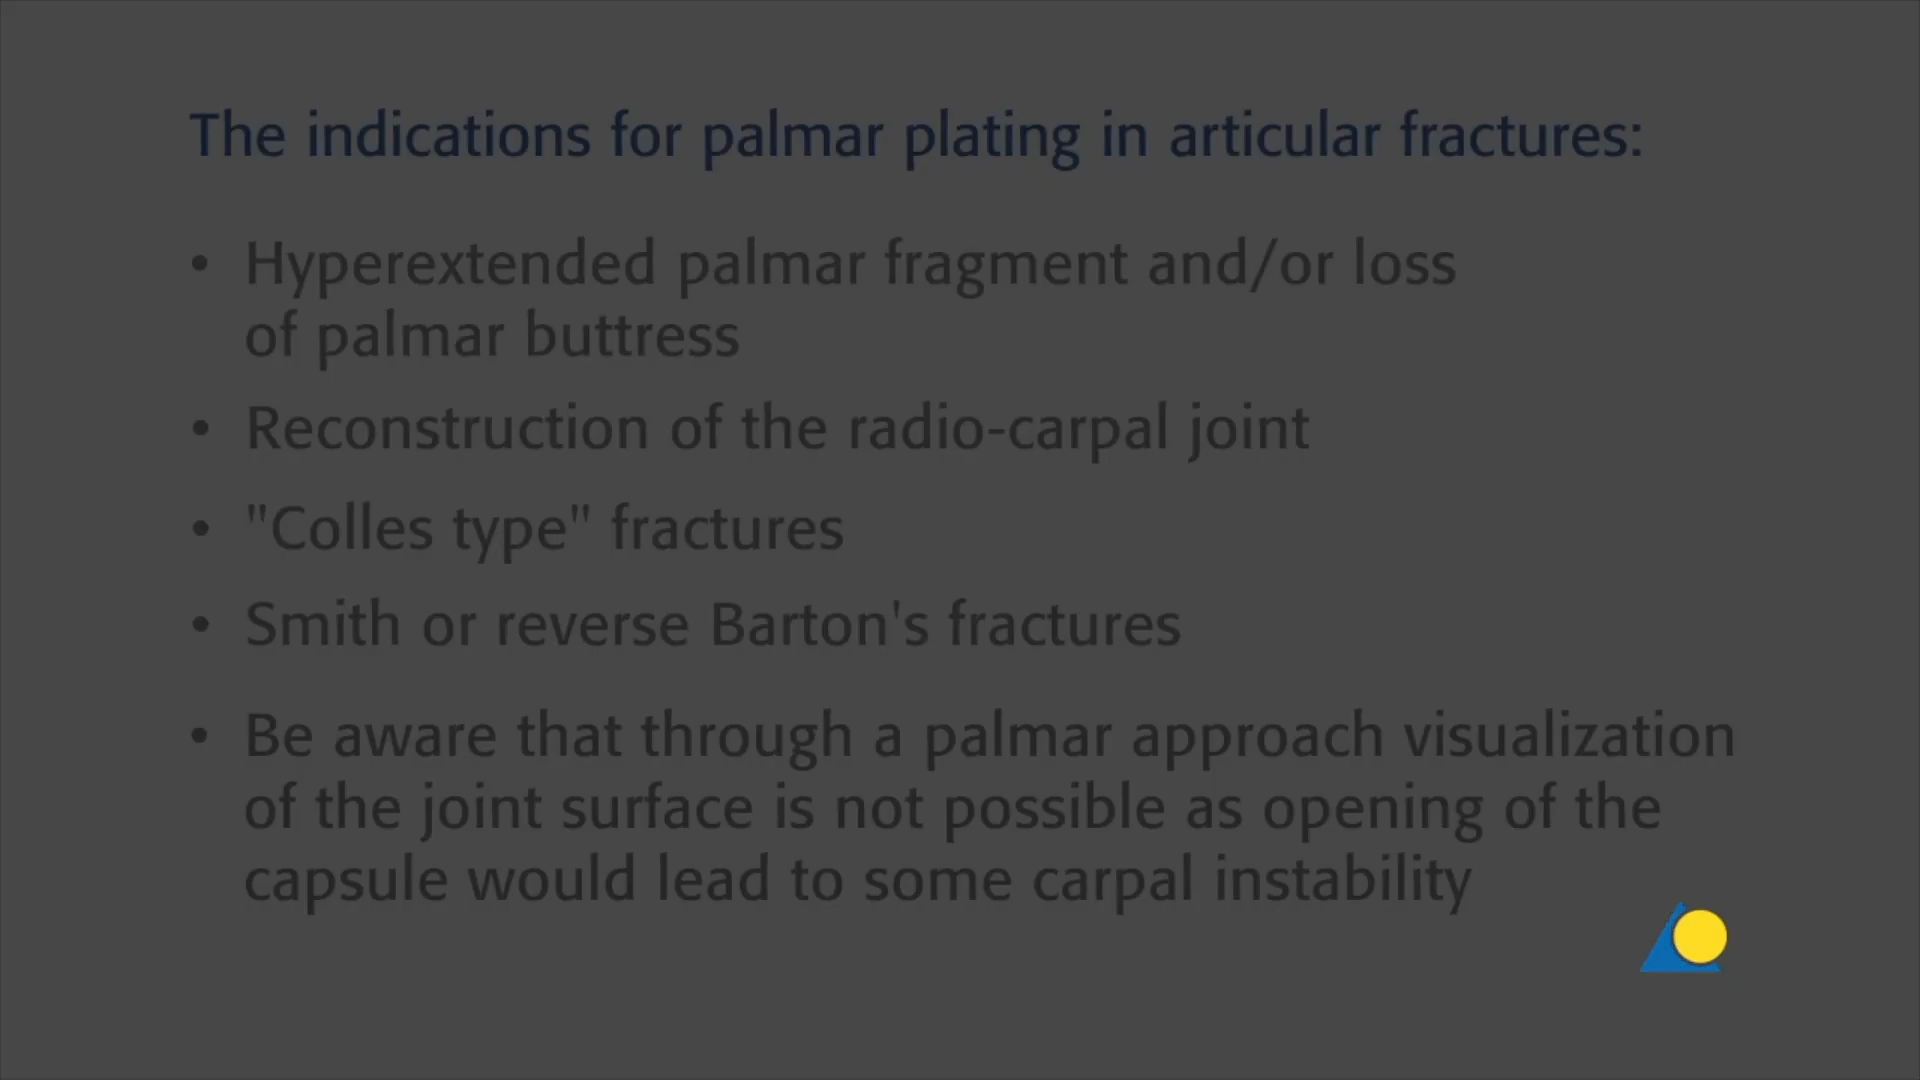 The indications for palmar plating in articular fractures:
• Hyperextended palmar fragment and/or loss
of palmar buttress
• Reconstruction of the radio-carpal joint
• "Colles type" fractures
• Smith or reverse Barton's fractures
• Be aware that through a palmar approach visualization
of the joint surface is not possible as opening of the
capsule would lead to some carpal instability